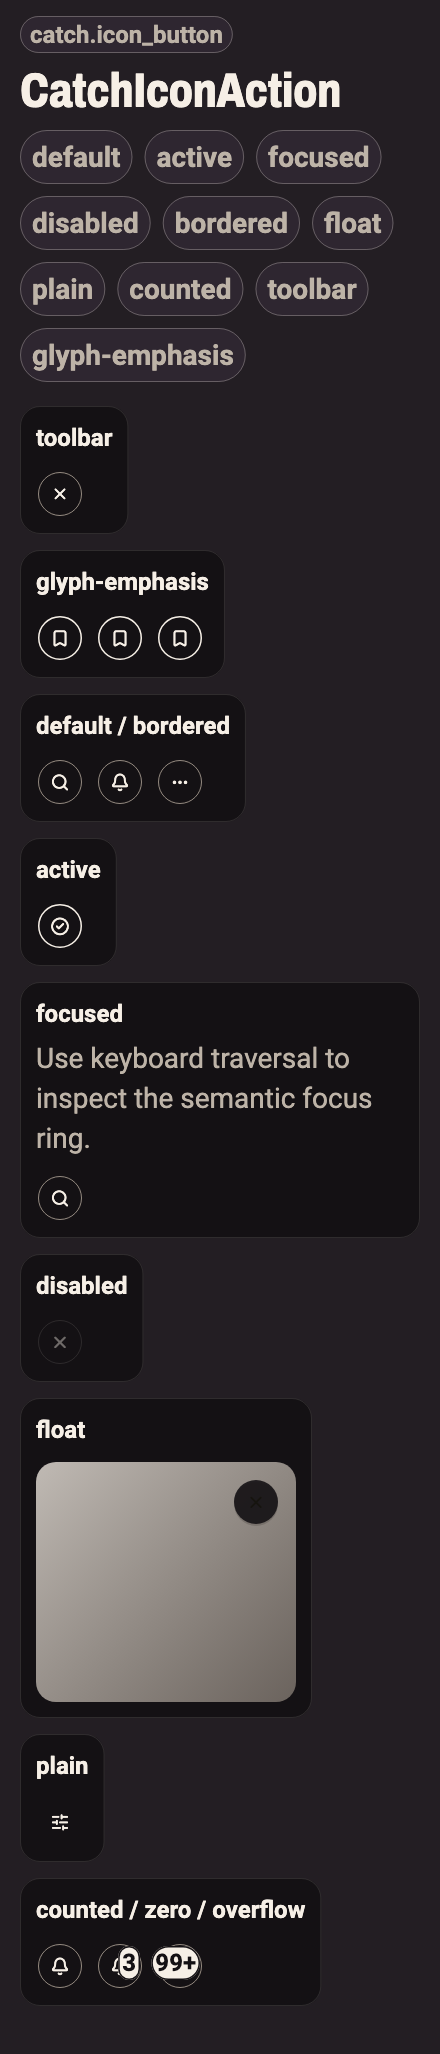 catch.icon_button
CatchIconAction
default active focused
disabled bordered float
plain counted toolbar
glyph-emphasis
toolbar
glyph-emphasis
default / bordered
active
focused
Use keyboard traversal to
inspect the semantic focus
ring.
disabled
float
plain
counted / zero / overflow
3 99+